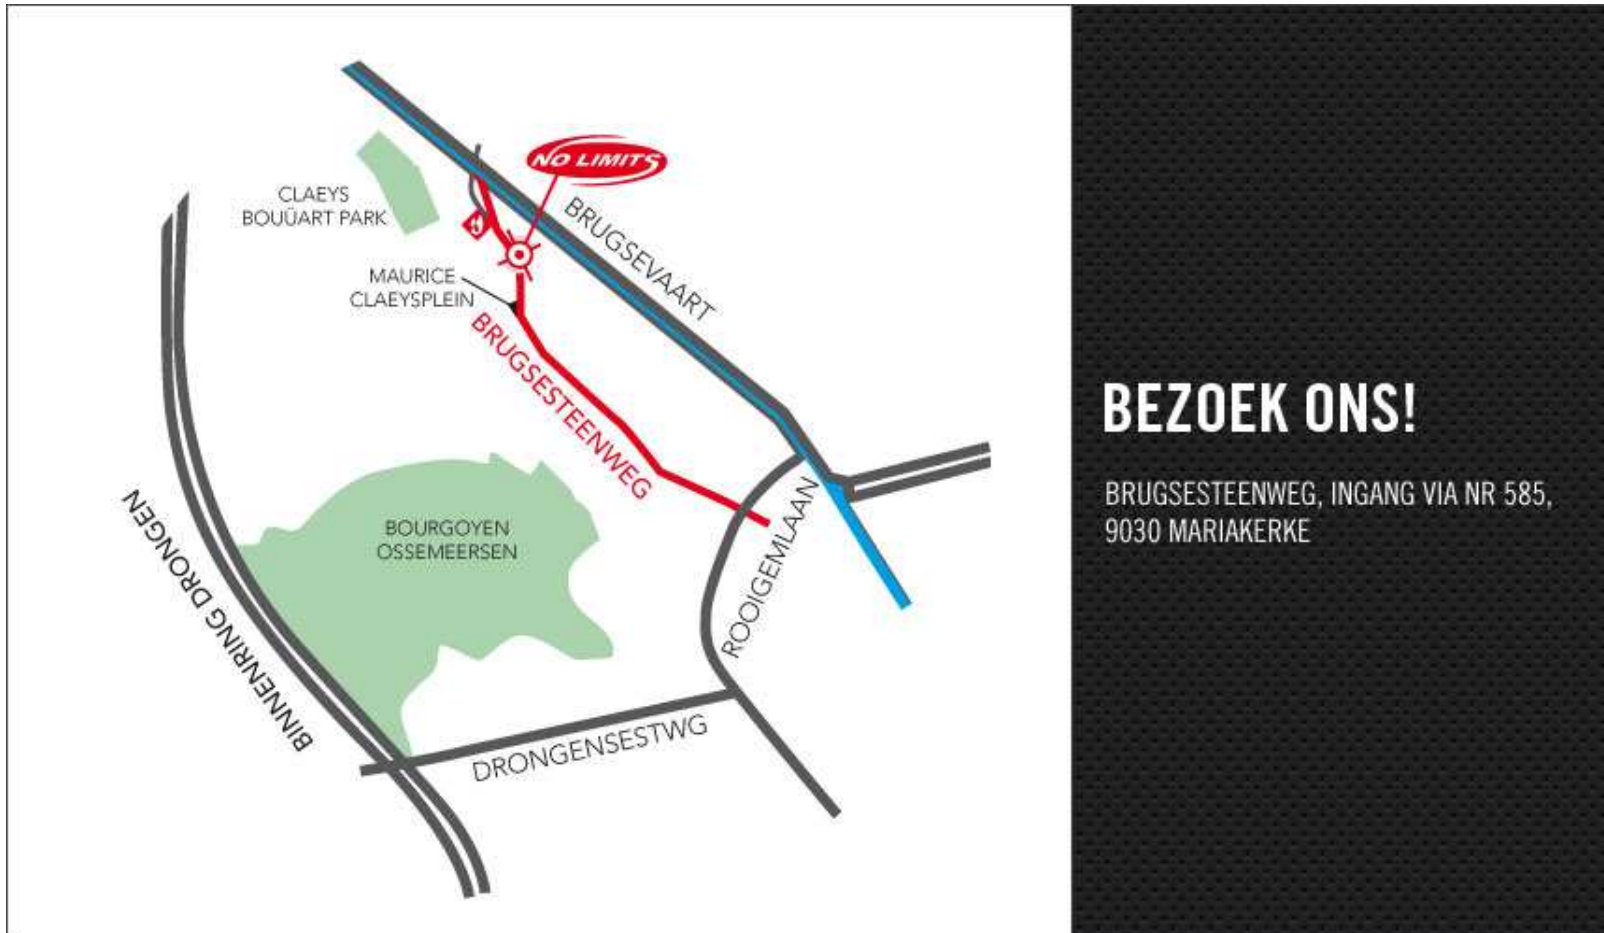 NO LIMITS
CLAEYS
BOUÜART PARK
BRUGSEVAART
MAURICE
CLAEYSPLEIN
BRUGSESTEENWEG
BOURGOYEN
OSSEMEERSEN
BINNENRING DRONGEN
ROOIGEMLAAN
DRONGENSESTWG
BEZOEK ONS!
BRUGSESTEENWEG, INGANG VIA NR 585,
9030 MARIAKERKE